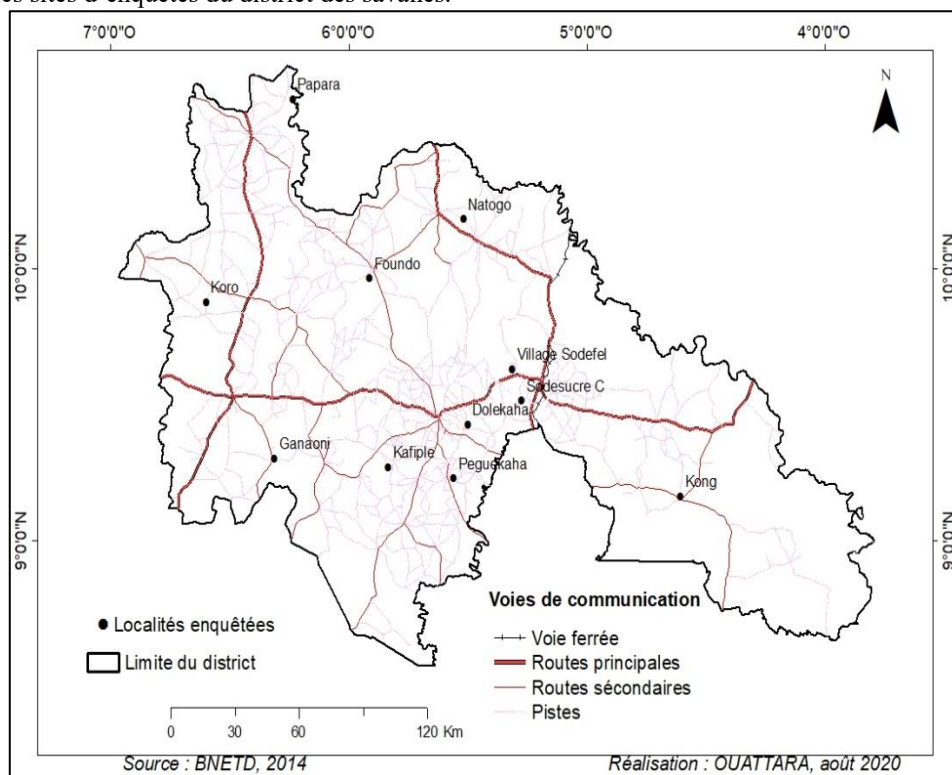 es sites d'enquêtes du district des savanes.
7°0'0"O 6°0'0"O 5°0'0"O 4°0'0"O
Papara
N
Natogo
10°0'0"N
10°0'0"N
Foundo
Koro
Village Sodefel
Sodesucre C
Dolekaha
Ganaoni
Kafiple
Peguekaha
Kong
9°0'0"N
9°0'0"N
Voies de communication
Localités enquêtées
Voie ferrée
Limite du district
Routes principales
Routes sécondaires
Pistes
0 30 60 120 Km
Source : BNETD, 2014
Réalisation : OUATTARA, août 2020